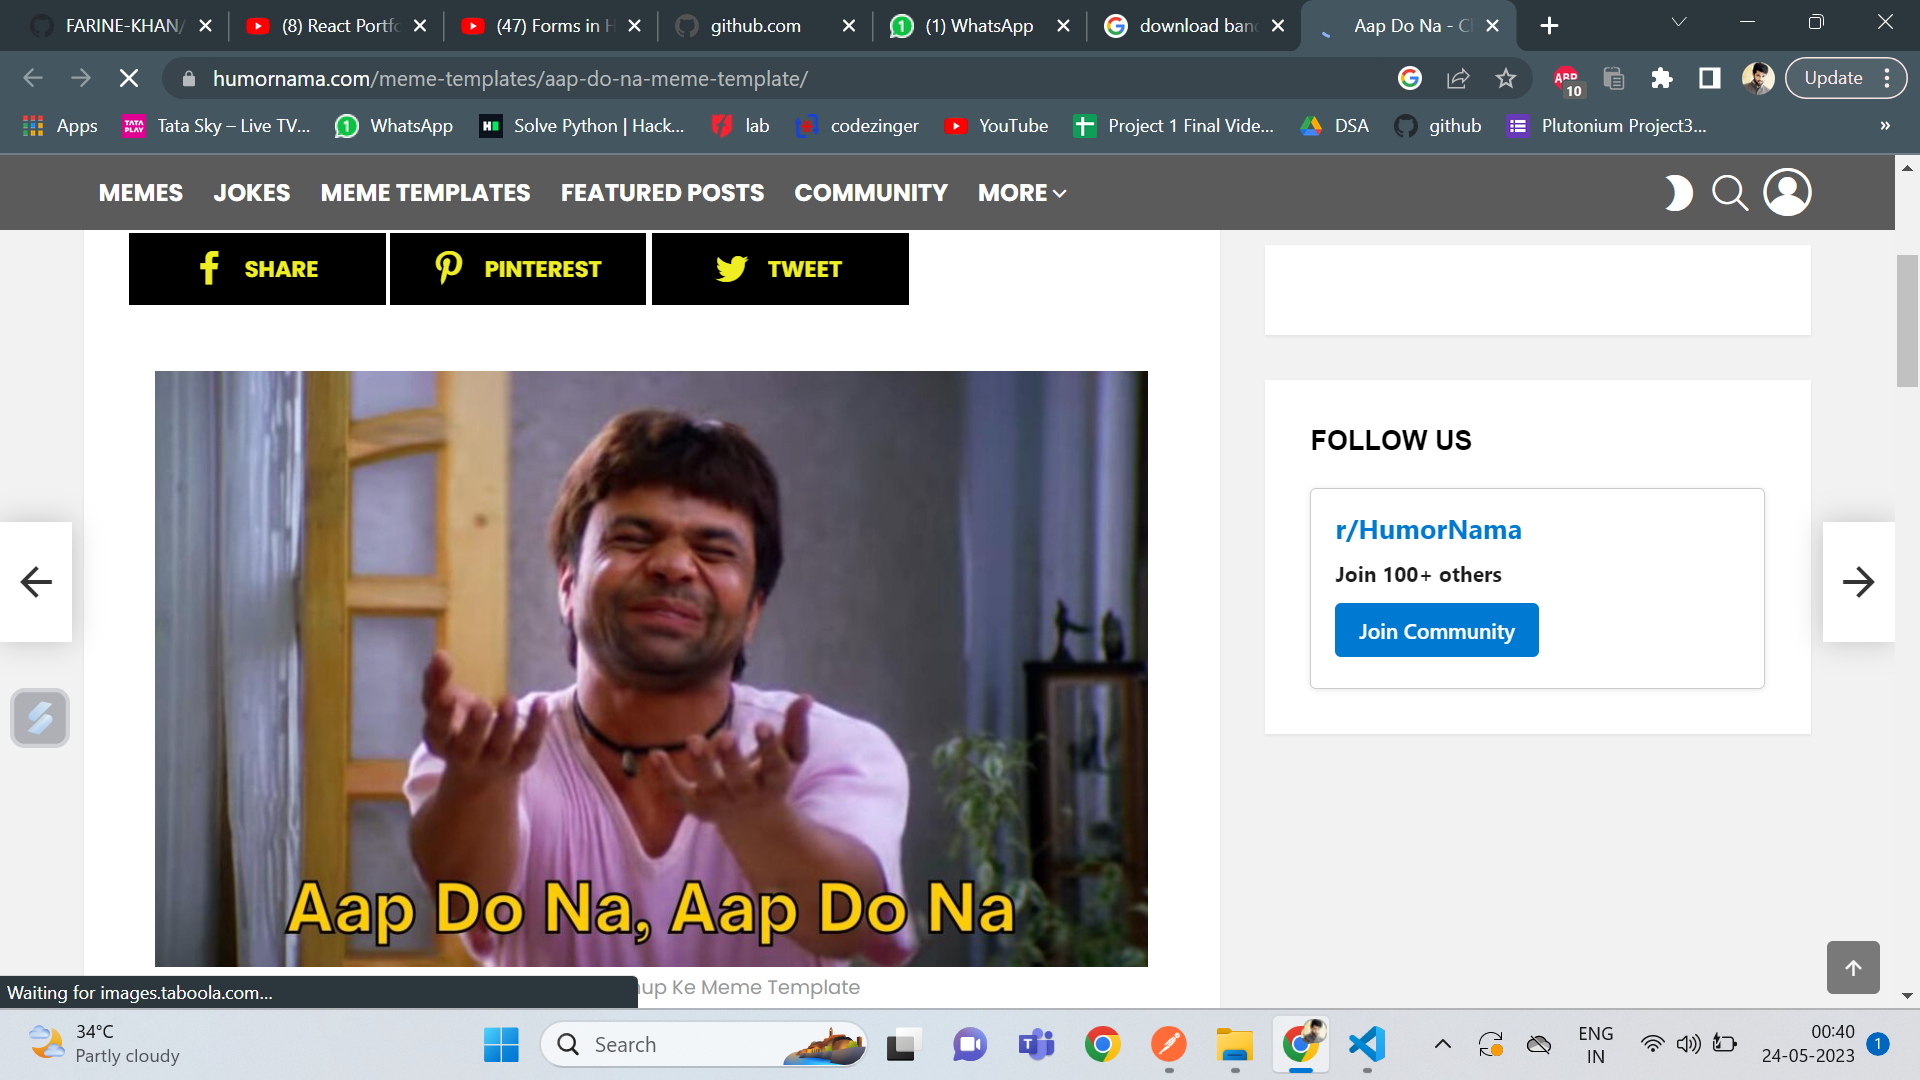 FARINE-KHAN/
(8) React Portfo
(47) Forms in H
github.com
(1) WhatsApp
download band
Aap Do Na - Cl
humornama.com/meme-templates/aap-do-na-meme-template/
ABP
10
Update
Apps
TATA PLAY
Tata Sky – Live TV...
WhatsApp
Solve Python | Hack...
lab
codezinger
YouTube
Project 1 Final Vide...
DSA
github
Plutonium Project3...
»
MEMES
JOKES
MEME TEMPLATES
FEATURED POSTS
COMMUNITY
MORE
SHARE
PINTEREST
TWEET
FOLLOW US
r/HumorNama
Join 100+ others
Join Community
Aap Do Na, Aap Do Na
up Ke Meme Template
Waiting for images.taboola.com...
34°C
Partly cloudy
Search
ENG
IN
00:40
24-05-2023
1